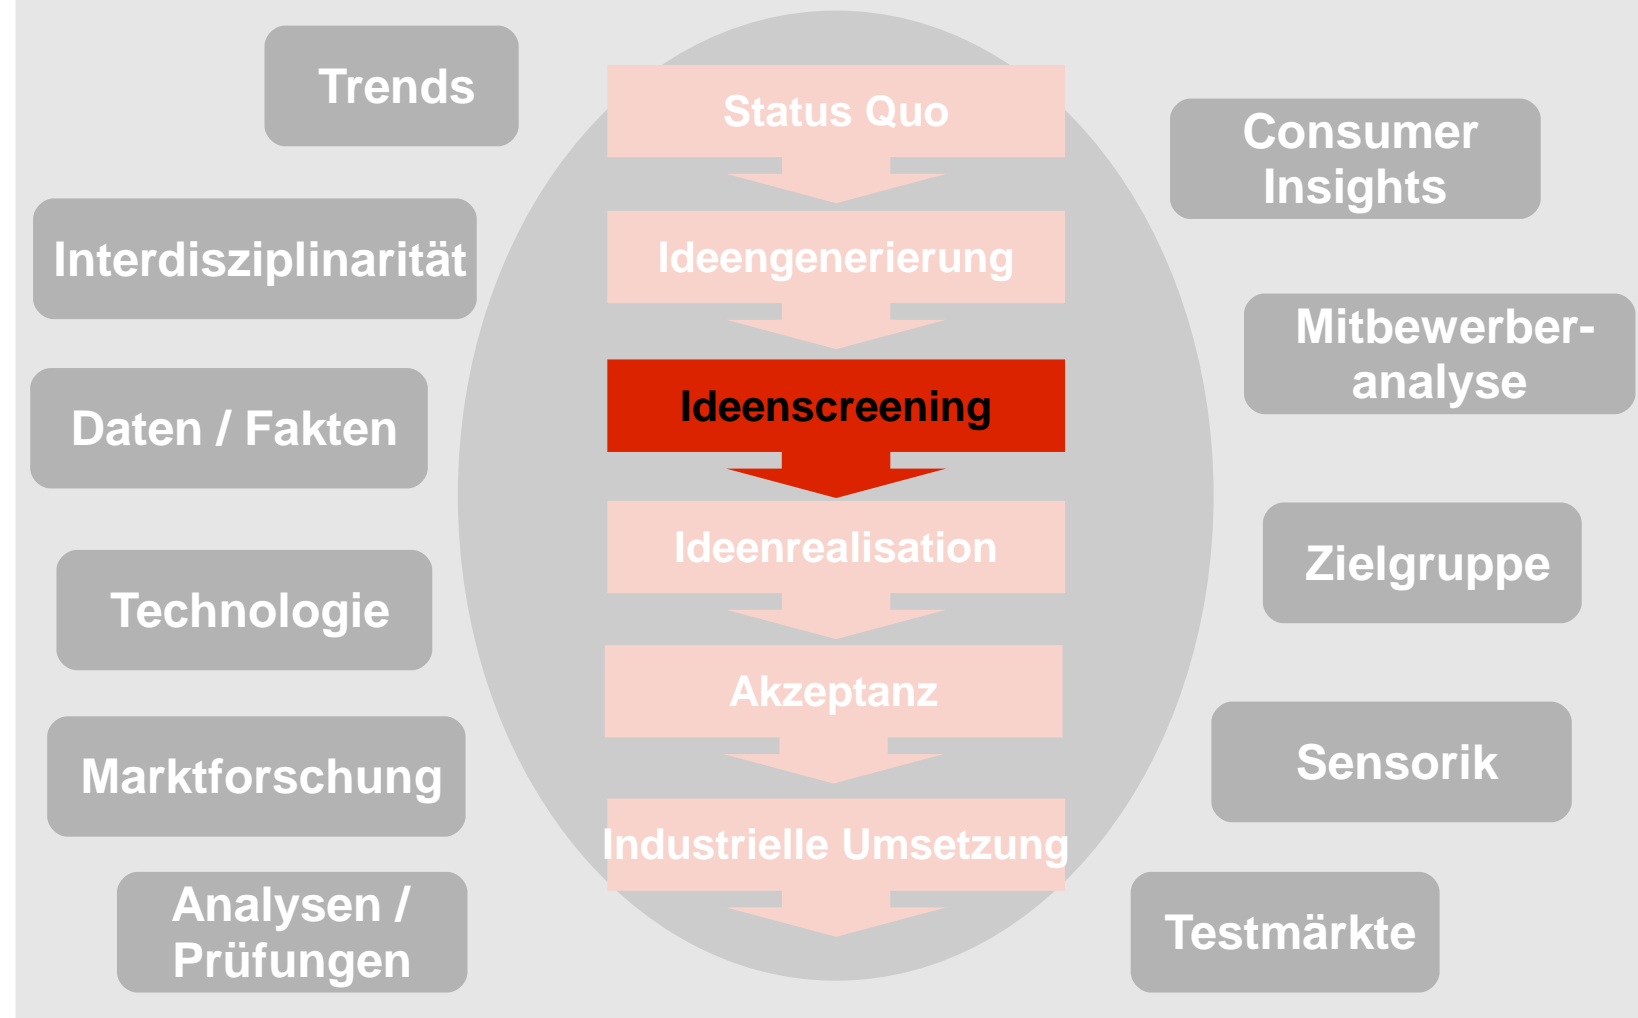 Trends
Interdisziplinarität
Daten / Fakten
Technologie
Marktforschung
Analysen /
Prüfungen
Status Quo
Ideengenerierung
Ideenscreening
Ideenrealisation
Akzeptanz
Industrielle Umsetzung
Consumer
Insights
Mitbewerber-
analyse
Zielgruppe
Sensorik
Testmärkte